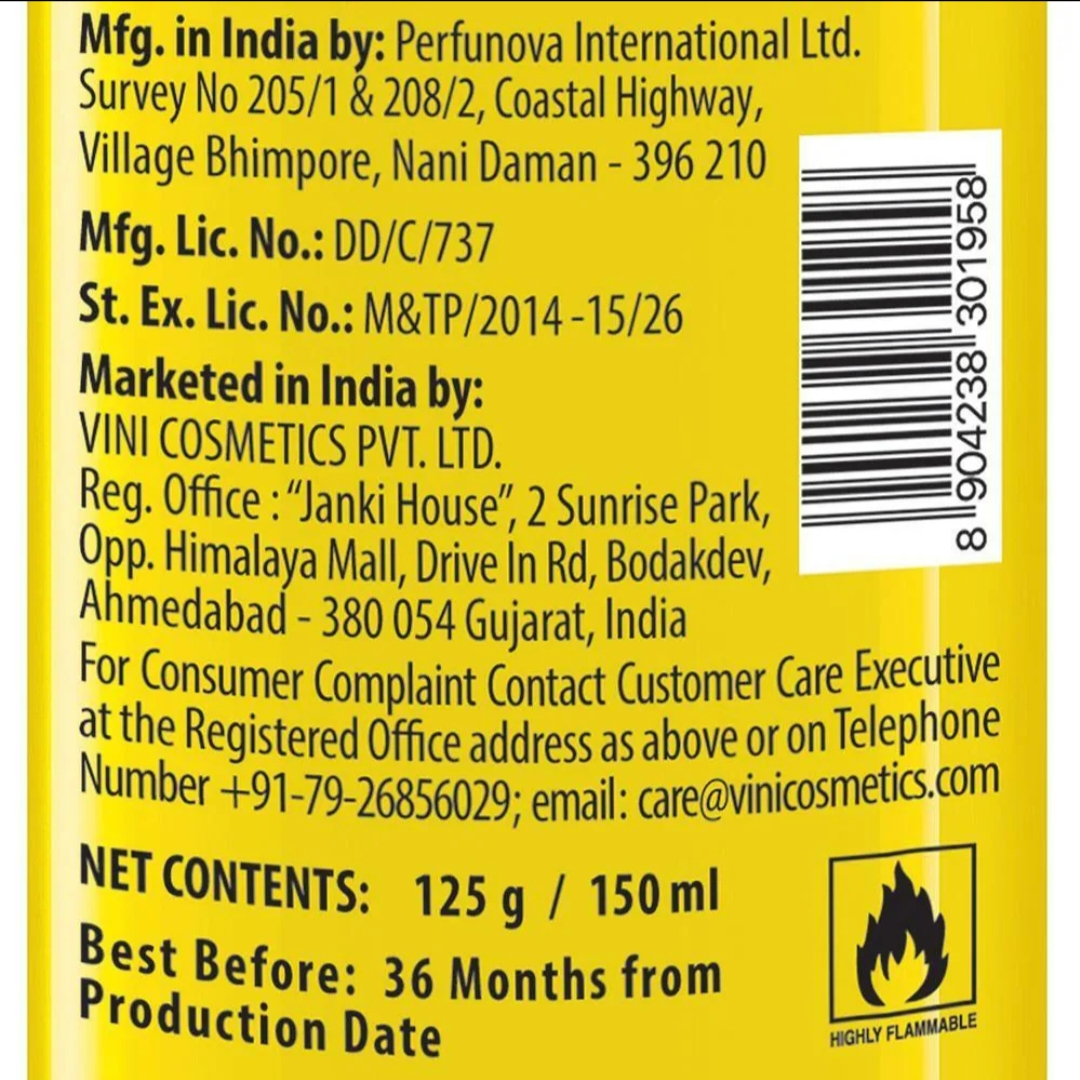 Mfg. in India by: Perfunova International Ltd.
Survey No 205/1 & 208/2, Coastal Highway,
Village Bhimpore, Nani Daman - 396 210
Mfg. Lic. No.: DD/C/737
St. Ex. Lic. No.: M&TP/2014 -15/26
Marketed in India by:
VINI COSMETICS PVT. LTD.
Reg. Office : "Janki House", 2 Sunrise Park,
Opp. Himalaya Mall, Drive In Rd, Bodakdev,
Ahmedabad - 380 054 Gujarat, India
For Consumer Complaint Contact Customer Care Executive
at the Registered Office address as above or on Telephone
Number +91-79-26856029; email: care@vinicosmetics.com
NET CONTENTS: 125 g / 150 ml
Best Before: 36 Months from
Production Date
8 904238 301958
HIGHLY FLAMMABLE